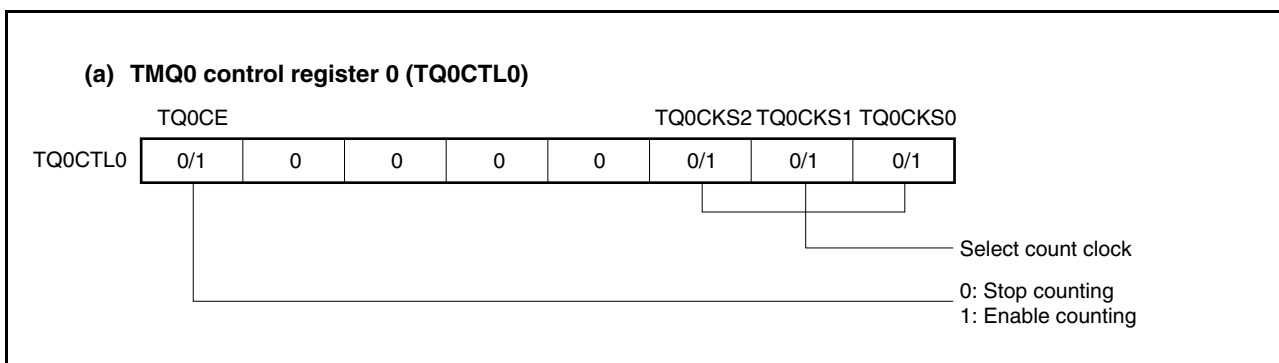 (a) TMQ0 control register 0 (TQ0CTL0)
TQ0CE TQ0CKS2 TQ0CKS1 TQ0CKS0
TQ0CTL0 0/1 0 0 0 0 0/1 0/1 0/1
Select count clock
0: Stop counting
1: Enable counting